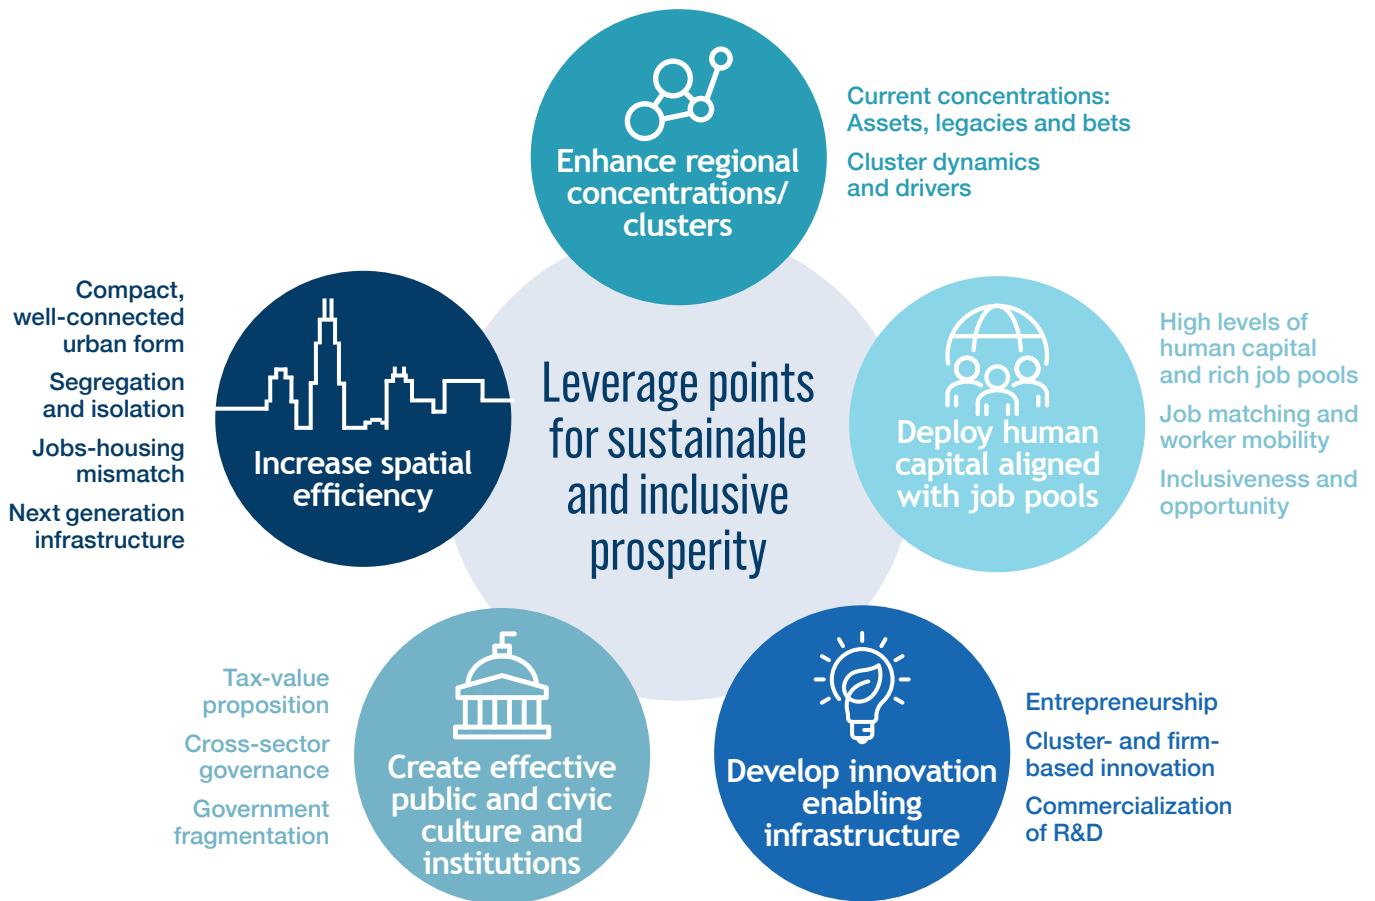 Enhance regional
concentrations/
clusters
Current concentrations:
Assets, legacies and bets
Cluster dynamics
and drivers
Compact,
well-connected
urban form
Segregation
and isolation
Jobs-housing
mismatch
Next generation
infrastructure
Increase spatial
efficiency
Leverage points
for sustainable
and inclusive
prosperity
Deploy human
capital aligned
with job pools
High levels of
human capital
and rich job pools
Job matching and
worker mobility
Inclusiveness and
opportunity
Tax-value
proposition
Cross-sector
governance
Government
fragmentation
Create effective
public and civic
culture and
institutions
Develop innovation
enabling
infrastructure
Entrepreneurship
Cluster- and firm-
based innovation
Commercialization
of R&D